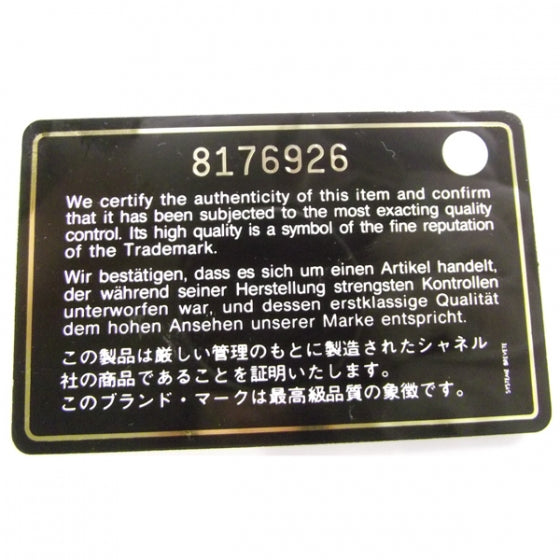 8176926
We certify the authenticity of this item and confirm
that it has been subjected to the most exacting quality
control. Its high quality is a symbol of the fine reputation
of the Trademark.
Wir bestätigen, dass es sich um einen Artikel handelt,
der während seiner Herstellung strengsten Kontrollen
unterworfen war, und dessen erstklassige Qualität
dem hohen Ansehen unserer Marke entspricht.
この製品は厳しい管理のもとに製造されたシャネル
社の商品であることを証明いたします。
このブランド・マークは最高級品質の象徴です。
SYSTEME BREVETE